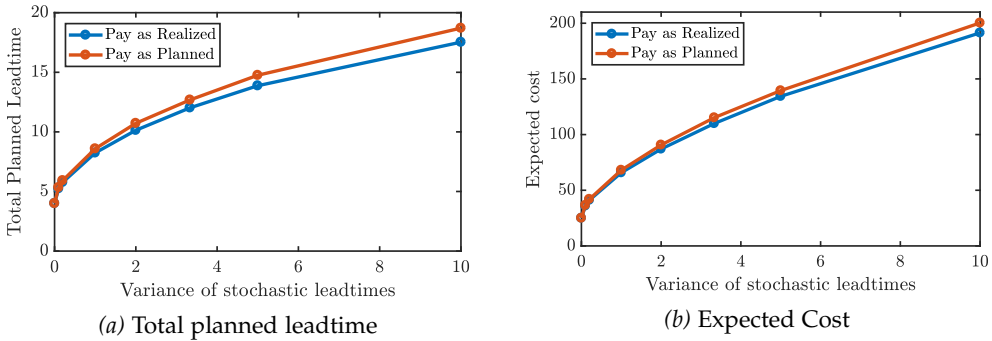 20
15
10
5
0
Total Planned Leadtime
Pay as Realized
Pay as Planned
0 2 4 6 8 10
Variance of stochastic leadtimes
(a) Total planned leadtime
200
150
100
50
0
Expected cost
Pay as Realized
Pay as Planned
0 2 4 6 8 10
Variance of stochastic leadtimes
(b) Expected Cost